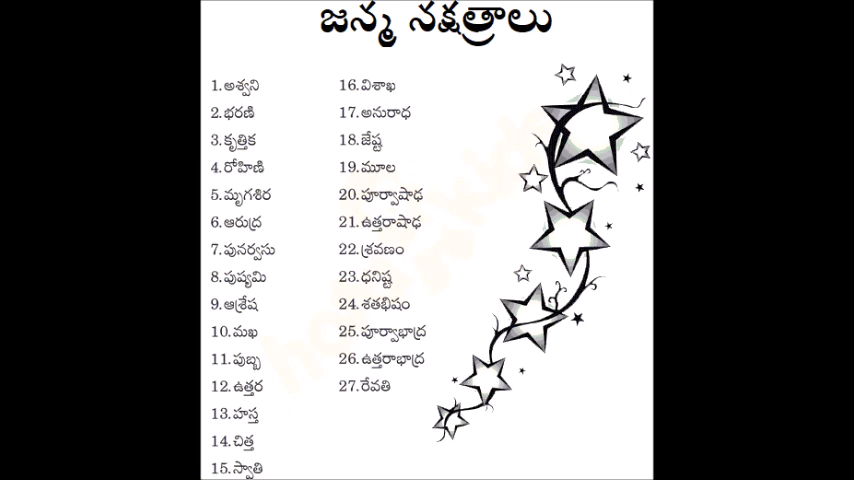 జన్మ నక్షత్రాలు
1.అశ్వని
2.భరణి
3.కృత్తిక
4.రోహిణి
5.మృగశిర
6.ఆరుద్ర
7.పునర్వసు
8.పుష్యమి
9.ఆశ్రేష
10.మఖ
11.పుబ్బ
12.ఉత్తర
13.హస్త
14.చిత్త
15.స్వాతి
16.విశాఖ
17.అనురాధ
18.జేష్ట
19.మూల
20.పూర్వాషాఢ
21.ఉత్తరాషాఢ
22.శ్రవణం
23.ధనిష్ట
24.శతభిషం
25.పూర్వాభాద్ర
26.ఉత్తరాభాద్ర
27.రేవతి